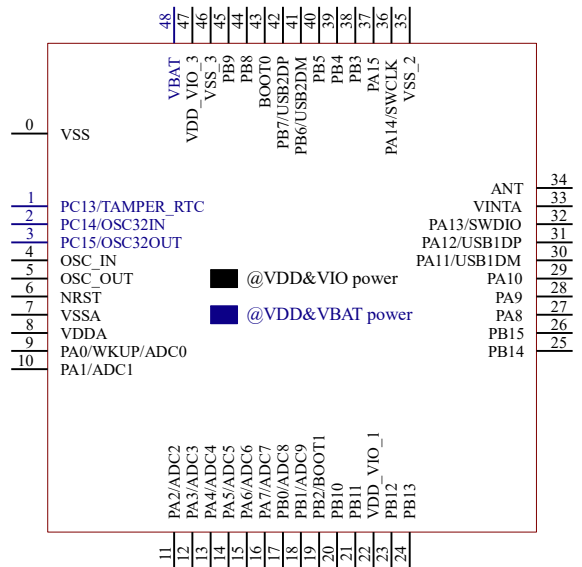 48 VBAT
47 VDD_VIO_3
46 VSS_3
45 PB9
44 PB8
43 BOOT0
42 PB7/USB2DP
41 PB6/USB2DM
40 PB5
39 PB4
38 PB3
37 PA15
36 PA14/SWCLK
35 VSS_2
0 VSS
1 PC13/TAMPER_RTC
2 PC14/OSC32IN
3 PC15/OSC32OUT
4 OSC_IN
5 OSC_OUT
6 NRST
7 VSSA
8 VDDA
9 PA0/WKUP/ADC0
10 PA1/ADC1
@VDD&VIO power
@VDD&VBAT power
ANT 34
VINTA 33
PA13/SWDIO 32
PA12/USB1DP 31
PA11/USB1DM 30
PA10 29
PA9 28
PA8 27
PB15 26
PB14 25
11 PA2/ADC2
12 PA3/ADC3
13 PA4/ADC4
14 PA5/ADC5
15 PA6/ADC6
16 PA7/ADC7
17 PB0/ADC8
18 PB1/ADC9
19 PB2/BOOT1
20 PB10
21 PB11
22 VDD_VIO_1
23 PB12
24 PB13